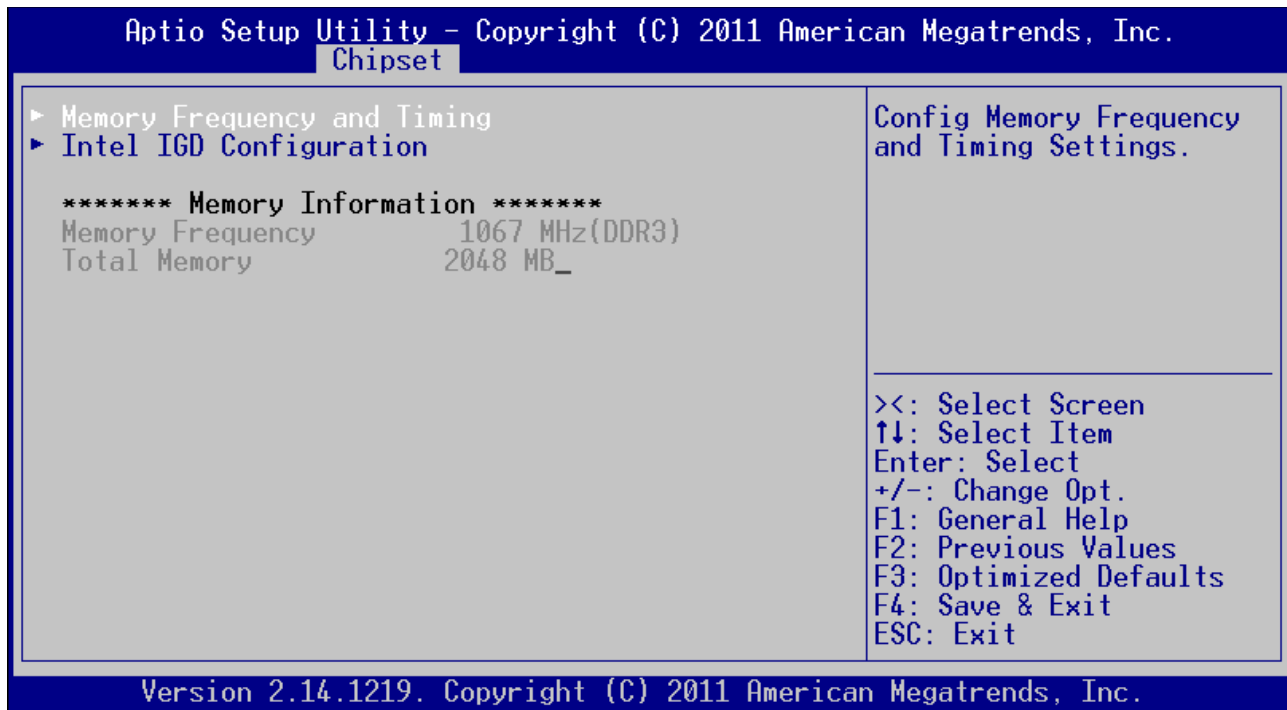 Aptio Setup Utility – Copyright (C) 2011 American Megatrends, Inc.
Chipset
► Memory Frequency and Timing
► Intel IGD Configuration
******* Memory Information *******
Memory Frequency 1067 MHz(DDR3)
Total Memory 2048 MB_
Config Memory Frequency
and Timing Settings.
><: Select Screen
↑↓: Select Item
Enter: Select
+/-: Change Opt.
F1: General Help
F2: Previous Values
F3: Optimized Defaults
F4: Save & Exit
ESC: Exit
Version 2.14.1219. Copyright (C) 2011 American Megatrends, Inc.